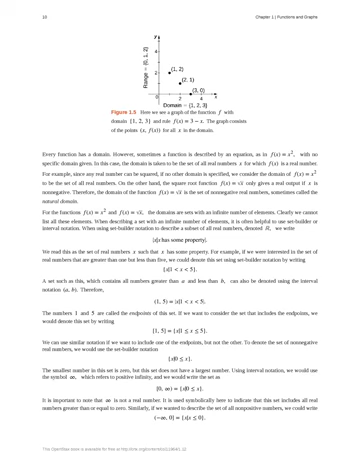 10
Chapter 1 | Functions and Graphs
y
4
2
0
2
4
x
(1, 2)
(2, 1)
(3, 0)
Range = {0, 1, 2}
Domain = {1, 2, 3}
Figure 1.5 Here we see a graph of the function f with
domain {1, 2, 3} and rule f(x) = 3 − x. The graph consists
of the points (x, f(x)) for all x in the domain.
Every function has a domain. However, sometimes a function is described by an equation, as in f(x) = x², with no
specific domain given. In this case, the domain is taken to be the set of all real numbers x for which f(x) is a real number.
For example, since any real number can be squared, if no other domain is specified, we consider the domain of f(x) = x²
to be the set of all real numbers. On the other hand, the square root function f(x) = √x only gives a real output if x is
nonnegative. Therefore, the domain of the function f(x) = √x is the set of nonnegative real numbers, sometimes called the
natural domain.
For the functions f(x) = x² and f(x) = √x, the domains are sets with an infinite number of elements. Clearly we cannot
list all these elements. When describing a set with an infinite number of elements, it is often helpful to use set-builder or
interval notation. When using set-builder notation to describe a subset of all real numbers, denoted ℝ, we write
{x|x has some property}.
We read this as the set of real numbers x such that x has some property. For example, if we were interested in the set of
real numbers that are greater than one but less than five, we could denote this set using set-builder notation by writing
{x|1 < x < 5}.
A set such as this, which contains all numbers greater than a and less than b, can also be denoted using the interval
notation (a, b). Therefore,
(1, 5) = {x|1 < x < 5}.
The numbers 1 and 5 are called the endpoints of this set. If we want to consider the set that includes the endpoints, we
would denote this set by writing
[1, 5] = {x|1 ≤ x ≤ 5}.
We can use similar notation if we want to include one of the endpoints, but not the other. To denote the set of nonnegative
real numbers, we would use the set-builder notation
{x|0 ≤ x}.
The smallest number in this set is zero, but this set does not have a largest number. Using interval notation, we would use
the symbol ∞, which refers to positive infinity, and we would write the set as
[0, ∞) = {x|0 ≤ x}.
It is important to note that ∞ is not a real number. It is used symbolically here to indicate that this set includes all real
numbers greater than or equal to zero. Similarly, if we wanted to describe the set of all nonpositive numbers, we could write
(−∞, 0] = {x|x ≤ 0}.